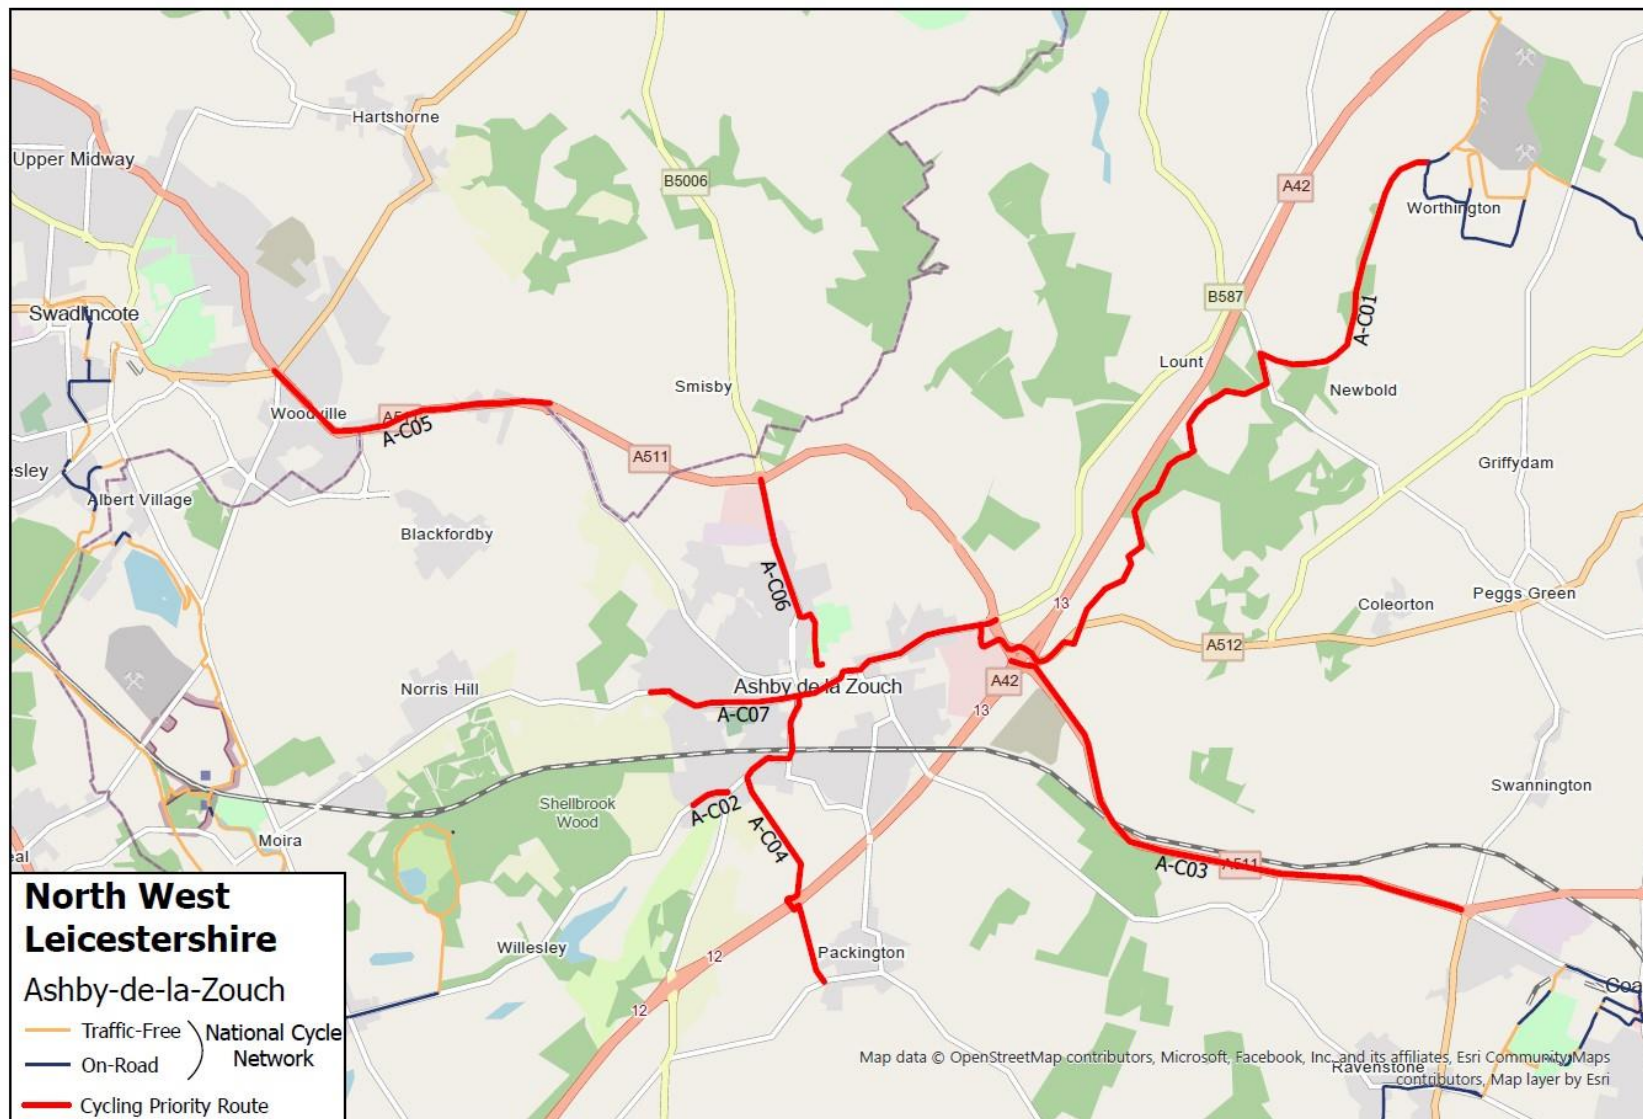 Hartshorne
Upper Midway
B5006
A42
Worthington
B587
Swadlincote
A-C01
Lount
Smisby
Newbold
Woodville
A-C05
A511
esley
Griffydam
Albert Village
Blackfordby
A-C06
13
Peggs Green
Coleorton
A512
Norris Hill
Ashby de la Zouch
A42
A-C07
13
Swannington
Shellbrook
Wood
A-C02
Moira
A-C04
eal
A-C03
A511
Willesley
12
Packington
12
Coa
Ravenstone
North West
Leicestershire
Ashby-de-la-Zouch
Traffic-Free
On-Road
National Cycle
Network
Cycling Priority Route
Map data © OpenStreetMap contributors, Microsoft, Facebook, Inc. and its affiliates, Esri Community Maps
contributors, Map layer by Esri